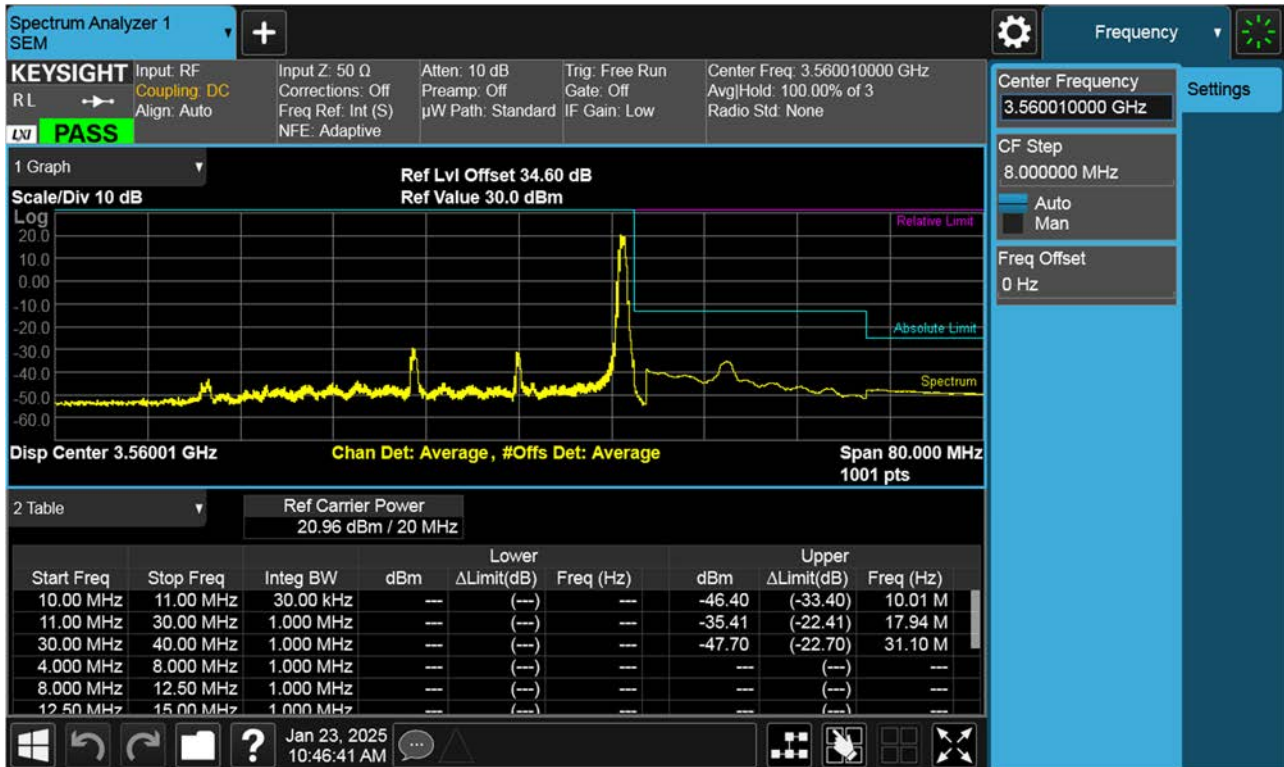 Spectrum Analyzer 1
SEM
Frequency
KEYSIGHT
RL
LXI
PASS
Input: RF
Coupling: DC
Align: Auto
Input Z: 50 Ω
Corrections: Off
Freq Ref: Int (S)
NFE: Adaptive
Atten: 10 dB
Preamp: Off
µW Path: Standard
Trig: Free Run
Gate: Off
IF Gain: Low
Center Freq: 3.560010000 GHz
Avg|Hold: 100.00% of 3
Radio Std: None
Center Frequency
3.560010000 GHz
Settings
CF Step
8.000000 MHz
Auto
Man
Freq Offset
0 Hz
1 Graph
Scale/Div 10 dB
Ref Lvl Offset 34.60 dB
Ref Value 30.0 dBm
Log
20.0
10.0
0.00
-10.0
-20.0
-30.0
-40.0
-50.0
-60.0
Relative Limit
Absolute Limit
Spectrum
Disp Center 3.56001 GHz
Chan Det: Average, #Offs Det: Average
Span 80.000 MHz
1001 pts
2 Table
Ref Carrier Power
20.96 dBm / 20 MHz
Lower Upper
Start Freq Stop Freq Integ BW dBm ΔLimit(dB) Freq (Hz) dBm ΔLimit(dB) Freq (Hz)
10.00 MHz 11.00 MHz 30.00 kHz --- (---) --- -46.40 (-33.40) 10.01 M
11.00 MHz 30.00 MHz 1.000 MHz --- (---) --- -35.41 (-22.41) 17.94 M
30.00 MHz 40.00 MHz 1.000 MHz --- (---) --- -47.70 (-22.70) 31.10 M
4.000 MHz 8.000 MHz 1.000 MHz --- (---) --- --- (---) ---
8.000 MHz 12.50 MHz 1.000 MHz --- (---) --- --- (---) ---
12.50 MHz 15.00 MHz 1.000 MHz --- (---) --- --- (---) ---
?
Jan 23, 2025
10:46:41 AM